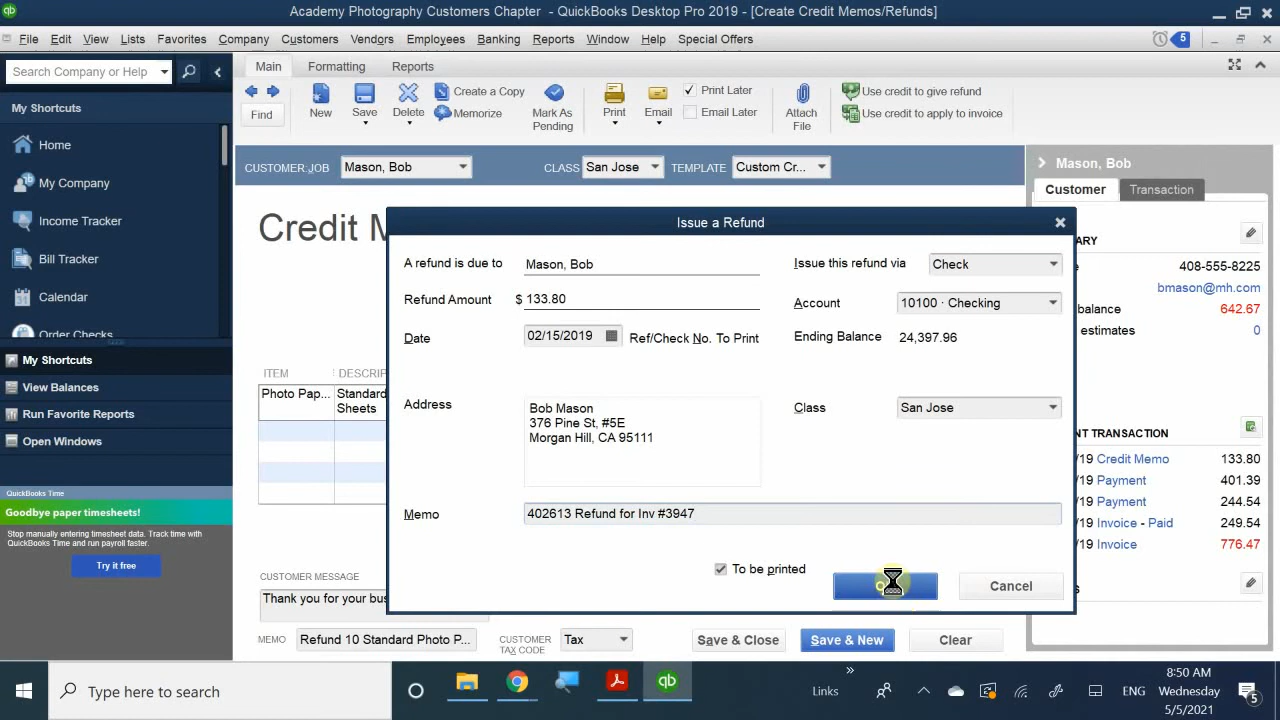 Academy Photography Customers Chapter - QuickBooks Desktop Pro 2019 - [Create Credit Memos/Refunds]
File Edit View Lists Favorites Company Customers Vendors Employees Banking Reports Window Help Special Offers 5
Search Company or Help
Main Formatting Reports
My Shortcuts
Home
My Company
Income Tracker
Bill Tracker
Calendar
Order Checks
My Shortcuts
View Balances
Run Favorite Reports
Open Windows
QuickBooks Time
Goodbye paper timesheets!
Stop manually entering timesheet data. Track time with
QuickBooks Time and run payroll faster.
Try it free
Find
New
Save
Delete
Create a Copy
Memorize
Mark As
Pending
Print
Email
Print Later
Email Later
Attach
File
Use credit to give refund
Use credit to apply to invoice
CUSTOMER:JOB Mason, Bob CLASS San Jose TEMPLATE Custom Cr...
Credit M
ITEM DESCRIP
Photo Pap... Standard
Sheets
CUSTOMER MESSAGE
Thank you for your bus
MEMO Refund 10 Standard Photo P...
CUSTOMER
TAX CODE
Tax
Save & Close Save & New Clear
Issue a Refund
A refund is due to Mason, Bob
Issue this refund via Check
Refund Amount $ 133.80
Account 10100 · Checking
Date 02/15/2019 Ref/Check No. To Print
Ending Balance 24,397.96
Address
Bob Mason
376 Pine St, #5E
Morgan Hill, CA 95111
Class San Jose
Memo 402613 Refund for Inv #3947
To be printed
Cancel
Mason, Bob
Customer Transaction
ARY
e 408-555-8225
bmason@mh.com
balance 642.67
estimates 0
NT TRANSACTION
/19 Credit Memo 133.80
/19 Payment 401.39
/19 Payment 244.54
/19 Invoice - Paid 249.54
/19 Invoice 776.47
s
Type here to search
qb
Links
ENG
8:50 AM
Wednesday
5/5/2021
5